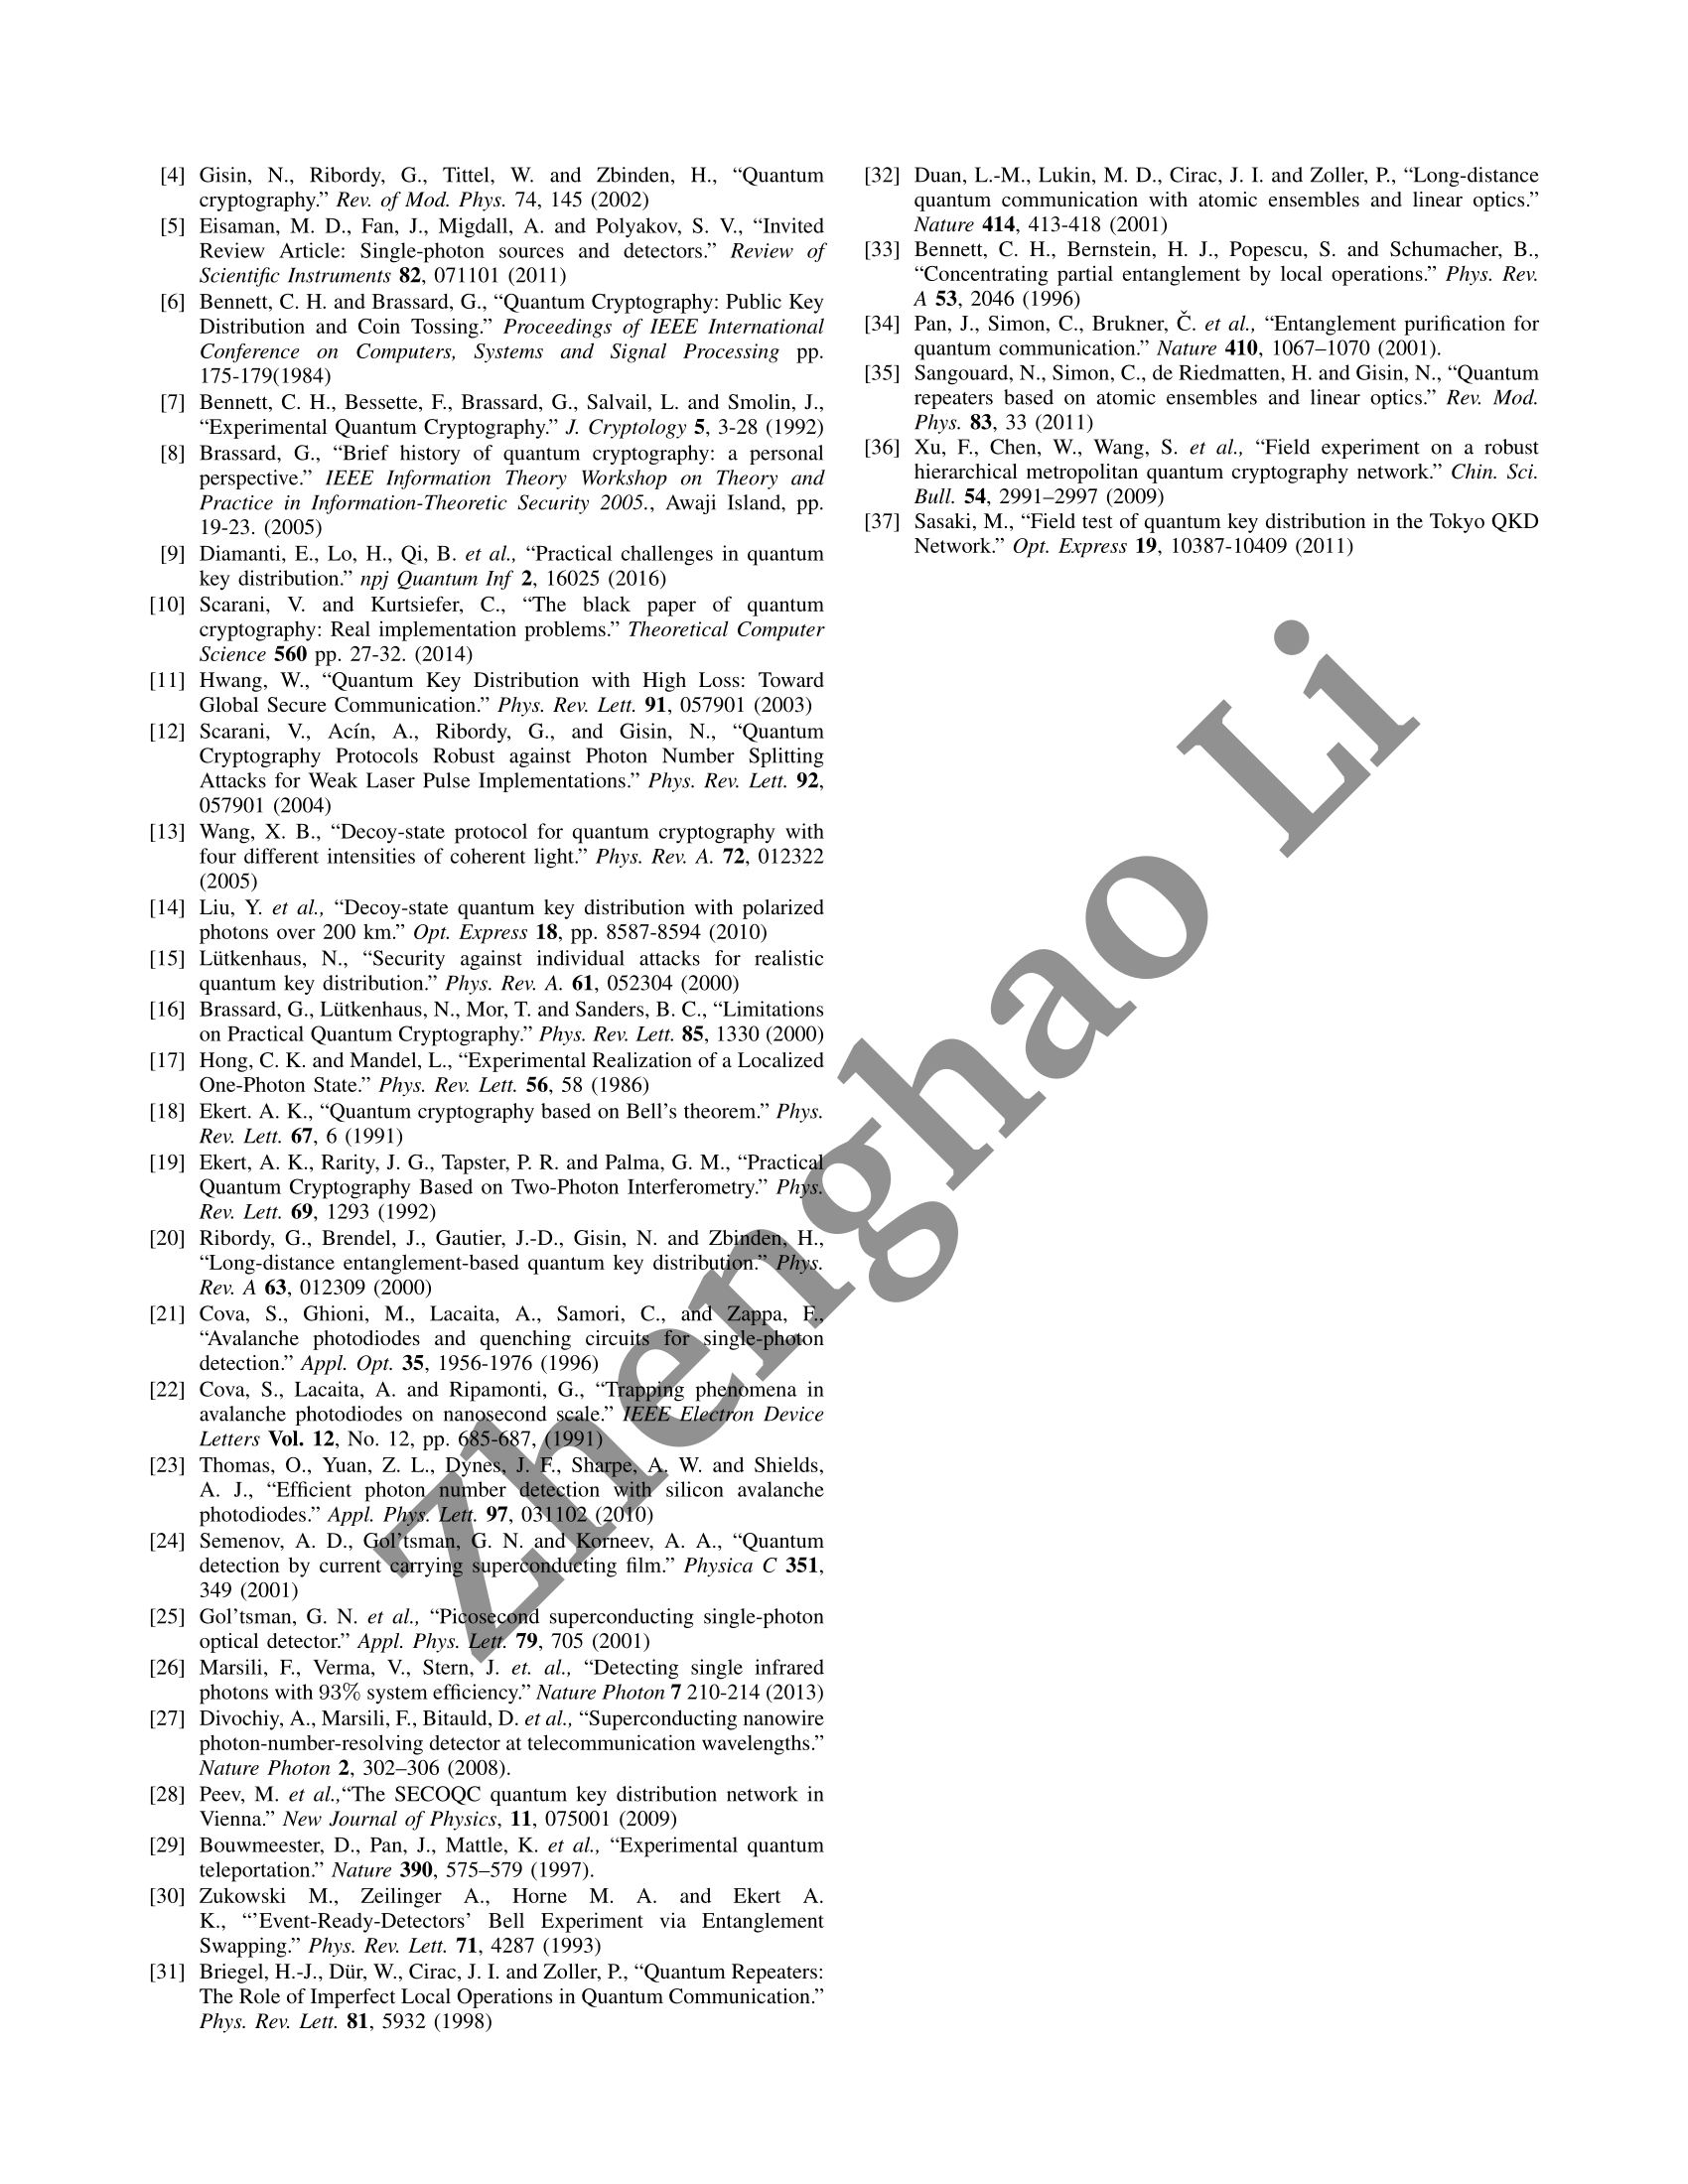 [4] Gisin, N., Ribordy, G., Tittel, W. and Zbinden, H., “Quantum
cryptography.” Rev. of Mod. Phys. 74, 145 (2002)
[5] Eisaman, M. D., Fan, J., Migdall, A. and Polyakov, S. V., “Invited
Review Article: Single-photon sources and detectors.” Review of
Scientific Instruments 82, 071101 (2011)
[6] Bennett, C. H. and Brassard, G., “Quantum Cryptography: Public Key
Distribution and Coin Tossing.” Proceedings of IEEE International
Conference on Computers, Systems and Signal Processing pp.
175-179(1984)
[7] Bennett, C. H., Bessette, F., Brassard, G., Salvail, L. and Smolin, J.,
“Experimental Quantum Cryptography.” J. Cryptology 5, 3-28 (1992)
[8] Brassard, G., “Brief history of quantum cryptography: a personal
perspective.” IEEE Information Theory Workshop on Theory and
Practice in Information-Theoretic Security 2005., Awaji Island, pp.
19-23. (2005)
[9] Diamanti, E., Lo, H., Qi, B. et al., “Practical challenges in quantum
key distribution.” npj Quantum Inf 2, 16025 (2016)
[10] Scarani, V. and Kurtsiefer, C., “The black paper of quantum
cryptography: Real implementation problems.” Theoretical Computer
Science 560 pp. 27-32. (2014)
[11] Hwang, W., “Quantum Key Distribution with High Loss: Toward
Global Secure Communication.” Phys. Rev. Lett. 91, 057901 (2003)
[12] Scarani, V., Acín, A., Ribordy, G., and Gisin, N., “Quantum
Cryptography Protocols Robust against Photon Number Splitting
Attacks for Weak Laser Pulse Implementations.” Phys. Rev. Lett. 92,
057901 (2004)
[13] Wang, X. B., “Decoy-state protocol for quantum cryptography with
four different intensities of coherent light.” Phys. Rev. A. 72, 012322
(2005)
[14] Liu, Y. et al., “Decoy-state quantum key distribution with polarized
photons over 200 km.” Opt. Express 18, pp. 8587-8594 (2010)
[15] Lütkenhaus, N., “Security against individual attacks for realistic
quantum key distribution.” Phys. Rev. A. 61, 052304 (2000)
[16] Brassard, G., Lütkenhaus, N., Mor, T. and Sanders, B. C., “Limitations
on Practical Quantum Cryptography.” Phys. Rev. Lett. 85, 1330 (2000)
[17] Hong, C. K. and Mandel, L., “Experimental Realization of a Localized
One-Photon State.” Phys. Rev. Lett. 56, 58 (1986)
[18] Ekert. A. K., “Quantum cryptography based on Bell’s theorem.” Phys.
Rev. Lett. 67, 6 (1991)
[19] Ekert, A. K., Rarity, J. G., Tapster, P. R. and Palma, G. M., “Practical
Quantum Cryptography Based on Two-Photon Interferometry.” Phys.
Rev. Lett. 69, 1293 (1992)
[20] Ribordy, G., Brendel, J., Gautier, J.-D., Gisin, N. and Zbinden, H.,
“Long-distance entanglement-based quantum key distribution.” Phys.
Rev. A 63, 012309 (2000)
[21] Cova, S., Ghioni, M., Lacaita, A., Samori, C., and Zappa, F.,
“Avalanche photodiodes and quenching circuits for single-photon
detection.” Appl. Opt. 35, 1956-1976 (1996)
[22] Cova, S., Lacaita, A. and Ripamonti, G., “Trapping phenomena in
avalanche photodiodes on nanosecond scale.” IEEE Electron Device
Letters Vol. 12, No. 12, pp. 685-687, (1991)
[23] Thomas, O., Yuan, Z. L., Dynes, J. F., Sharpe, A. W. and Shields,
A. J., “Efficient photon number detection with silicon avalanche
photodiodes.” Appl. Phys. Lett. 97, 031102 (2010)
[24] Semenov, A. D., Gol’tsman, G. N. and Korneev, A. A., “Quantum
detection by current carrying superconducting film.” Physica C 351,
349 (2001)
[25] Gol’tsman, G. N. et al., “Picosecond superconducting single-photon
optical detector.” Appl. Phys. Lett. 79, 705 (2001)
[26] Marsili, F., Verma, V., Stern, J. et. al., “Detecting single infrared
photons with 93% system efficiency.” Nature Photon 7 210-214 (2013)
[27] Divochiy, A., Marsili, F., Bitauld, D. et al., “Superconducting nanowire
photon-number-resolving detector at telecommunication wavelengths.”
Nature Photon 2, 302–306 (2008).
[28] Peev, M. et al.,“The SECOQC quantum key distribution network in
Vienna.” New Journal of Physics, 11, 075001 (2009)
[29] Bouwmeester, D., Pan, J., Mattle, K. et al., “Experimental quantum
teleportation.” Nature 390, 575–579 (1997).
[30] Zukowski M., Zeilinger A., Horne M. A. and Ekert A.
K., “’Event-Ready-Detectors’ Bell Experiment via Entanglement
Swapping.” Phys. Rev. Lett. 71, 4287 (1993)
[31] Briegel, H.-J., Dür, W., Cirac, J. I. and Zoller, P., “Quantum Repeaters:
The Role of Imperfect Local Operations in Quantum Communication.”
Phys. Rev. Lett. 81, 5932 (1998)
[32] Duan, L.-M., Lukin, M. D., Cirac, J. I. and Zoller, P., “Long-distance
quantum communication with atomic ensembles and linear optics.”
Nature 414, 413-418 (2001)
[33] Bennett, C. H., Bernstein, H. J., Popescu, S. and Schumacher, B.,
“Concentrating partial entanglement by local operations.” Phys. Rev.
A 53, 2046 (1996)
[34] Pan, J., Simon, C., Brukner, Č. et al., “Entanglement purification for
quantum communication.” Nature 410, 1067–1070 (2001).
[35] Sangouard, N., Simon, C., de Riedmatten, H. and Gisin, N., “Quantum
repeaters based on atomic ensembles and linear optics.” Rev. Mod.
Phys. 83, 33 (2011)
[36] Xu, F., Chen, W., Wang, S. et al., “Field experiment on a robust
hierarchical metropolitan quantum cryptography network.” Chin. Sci.
Bull. 54, 2991–2997 (2009)
[37] Sasaki, M., “Field test of quantum key distribution in the Tokyo QKD
Network.” Opt. Express 19, 10387-10409 (2011)
Zhenghao Li